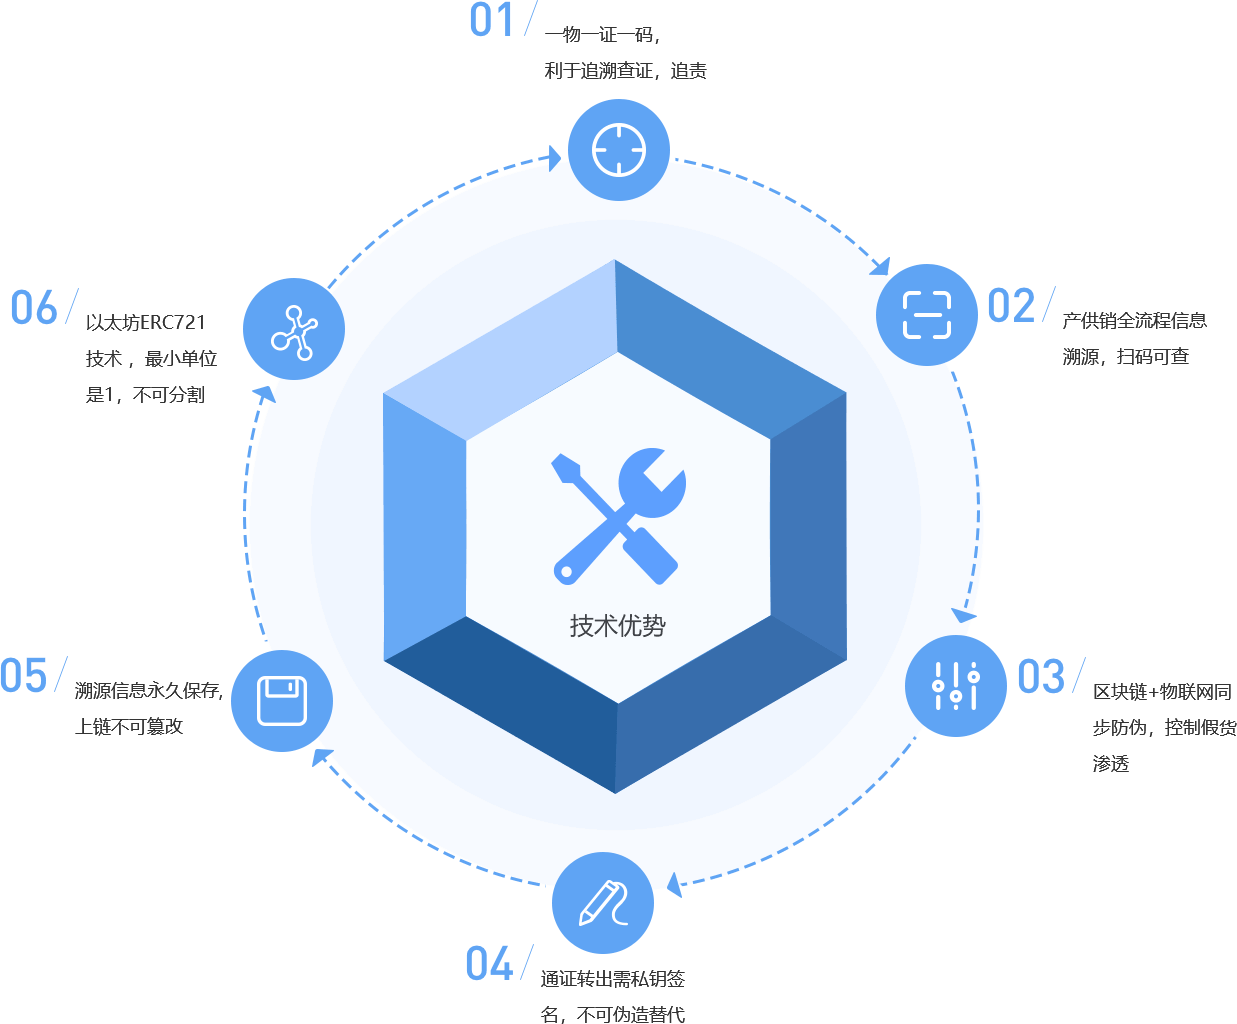 01
一物一证一码，
利于追溯查证，追责
02
产供销全流程信息
溯源，扫码可查
03
区块链+物联网同
步防伪，控制假货
渗透
04
通证转出需私钥签
名，不可伪造替代
05
溯源信息永久保存,
上链不可篡改
06
以太坊ERC721
技术 ，最小单位
是1，不可分割
技术优势